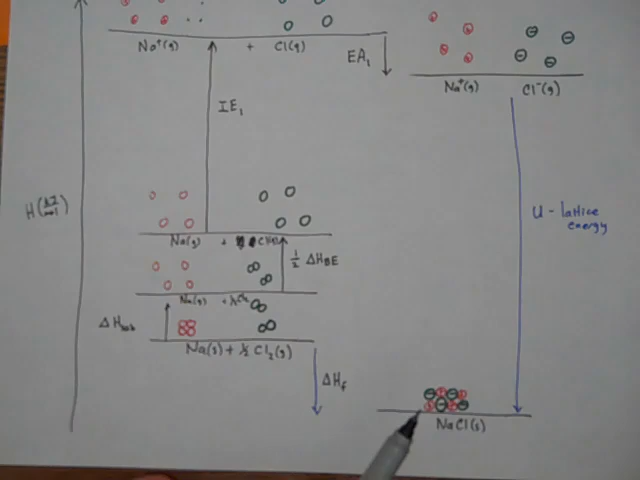 Na⁺(g) + Cl(g)
EA₁
Na⁺(g) Cl⁻(g)
IE₁
H(kJ/mol)
U - lattice
energy
Na(g) + Cl(g)
½ ΔH_BE
Na(g) + ½Cl₂
ΔH_sub
Na(s) + ½ Cl₂(g)
ΔH_f
NaCl(s)